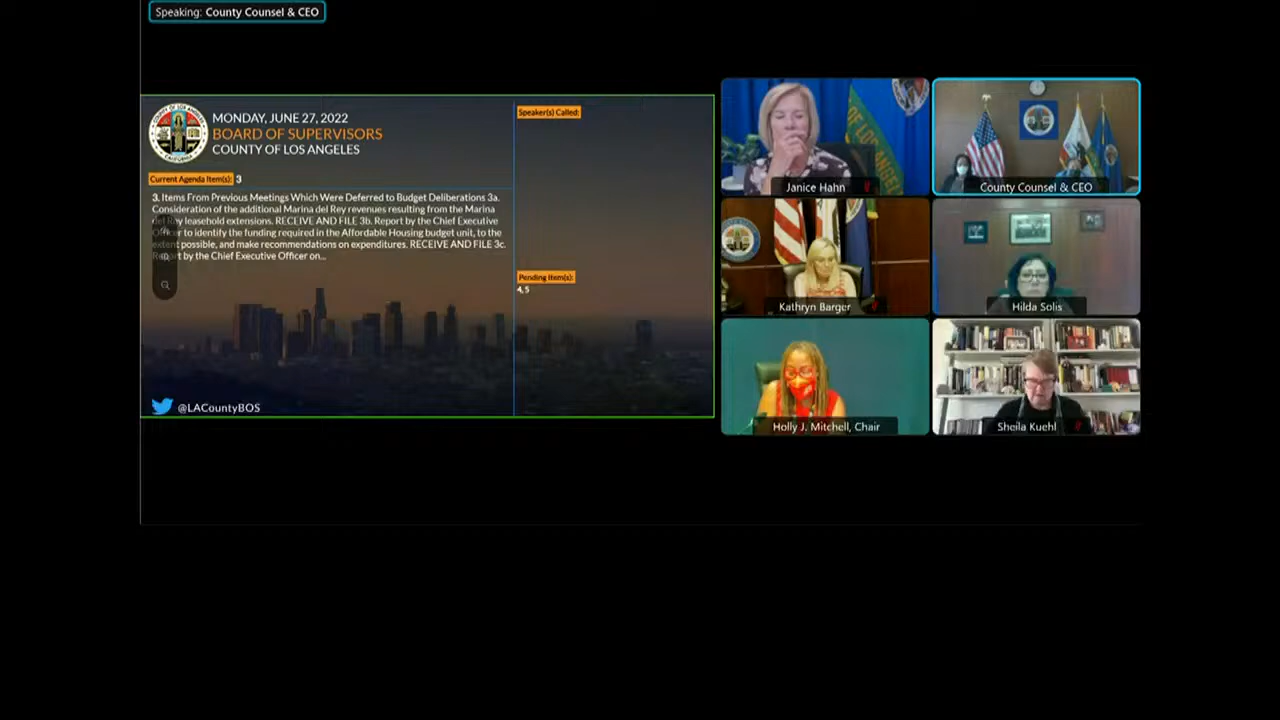 Speaking: County Counsel & CEO
MONDAY, JUNE 27, 2022
BOARD OF SUPERVISORS
COUNTY OF LOS ANGELES
Current Agenda Item(s): 3
3. Items From Previous Meetings Which Were Deferred to Budget Deliberations 3a.
Consideration of the additional Marina del Rey revenues resulting from the Marina
del Rey leasehold extensions. RECEIVE AND FILE 3b. Report by the Chief Executive
Officer to identify the funding required in the Affordable Housing budget unit, to the
extent possible, and make recommendations on expenditures. RECEIVE AND FILE 3c.
Report by the Chief Executive Officer on...
@LACountyBOS
Speaker(s) Called:
Pending Item(s):
4, 5
Janice Hahn
County Counsel & CEO
Kathryn Barger
Hilda Solis
Holly J. Mitchell, Chair
Sheila Kuehl